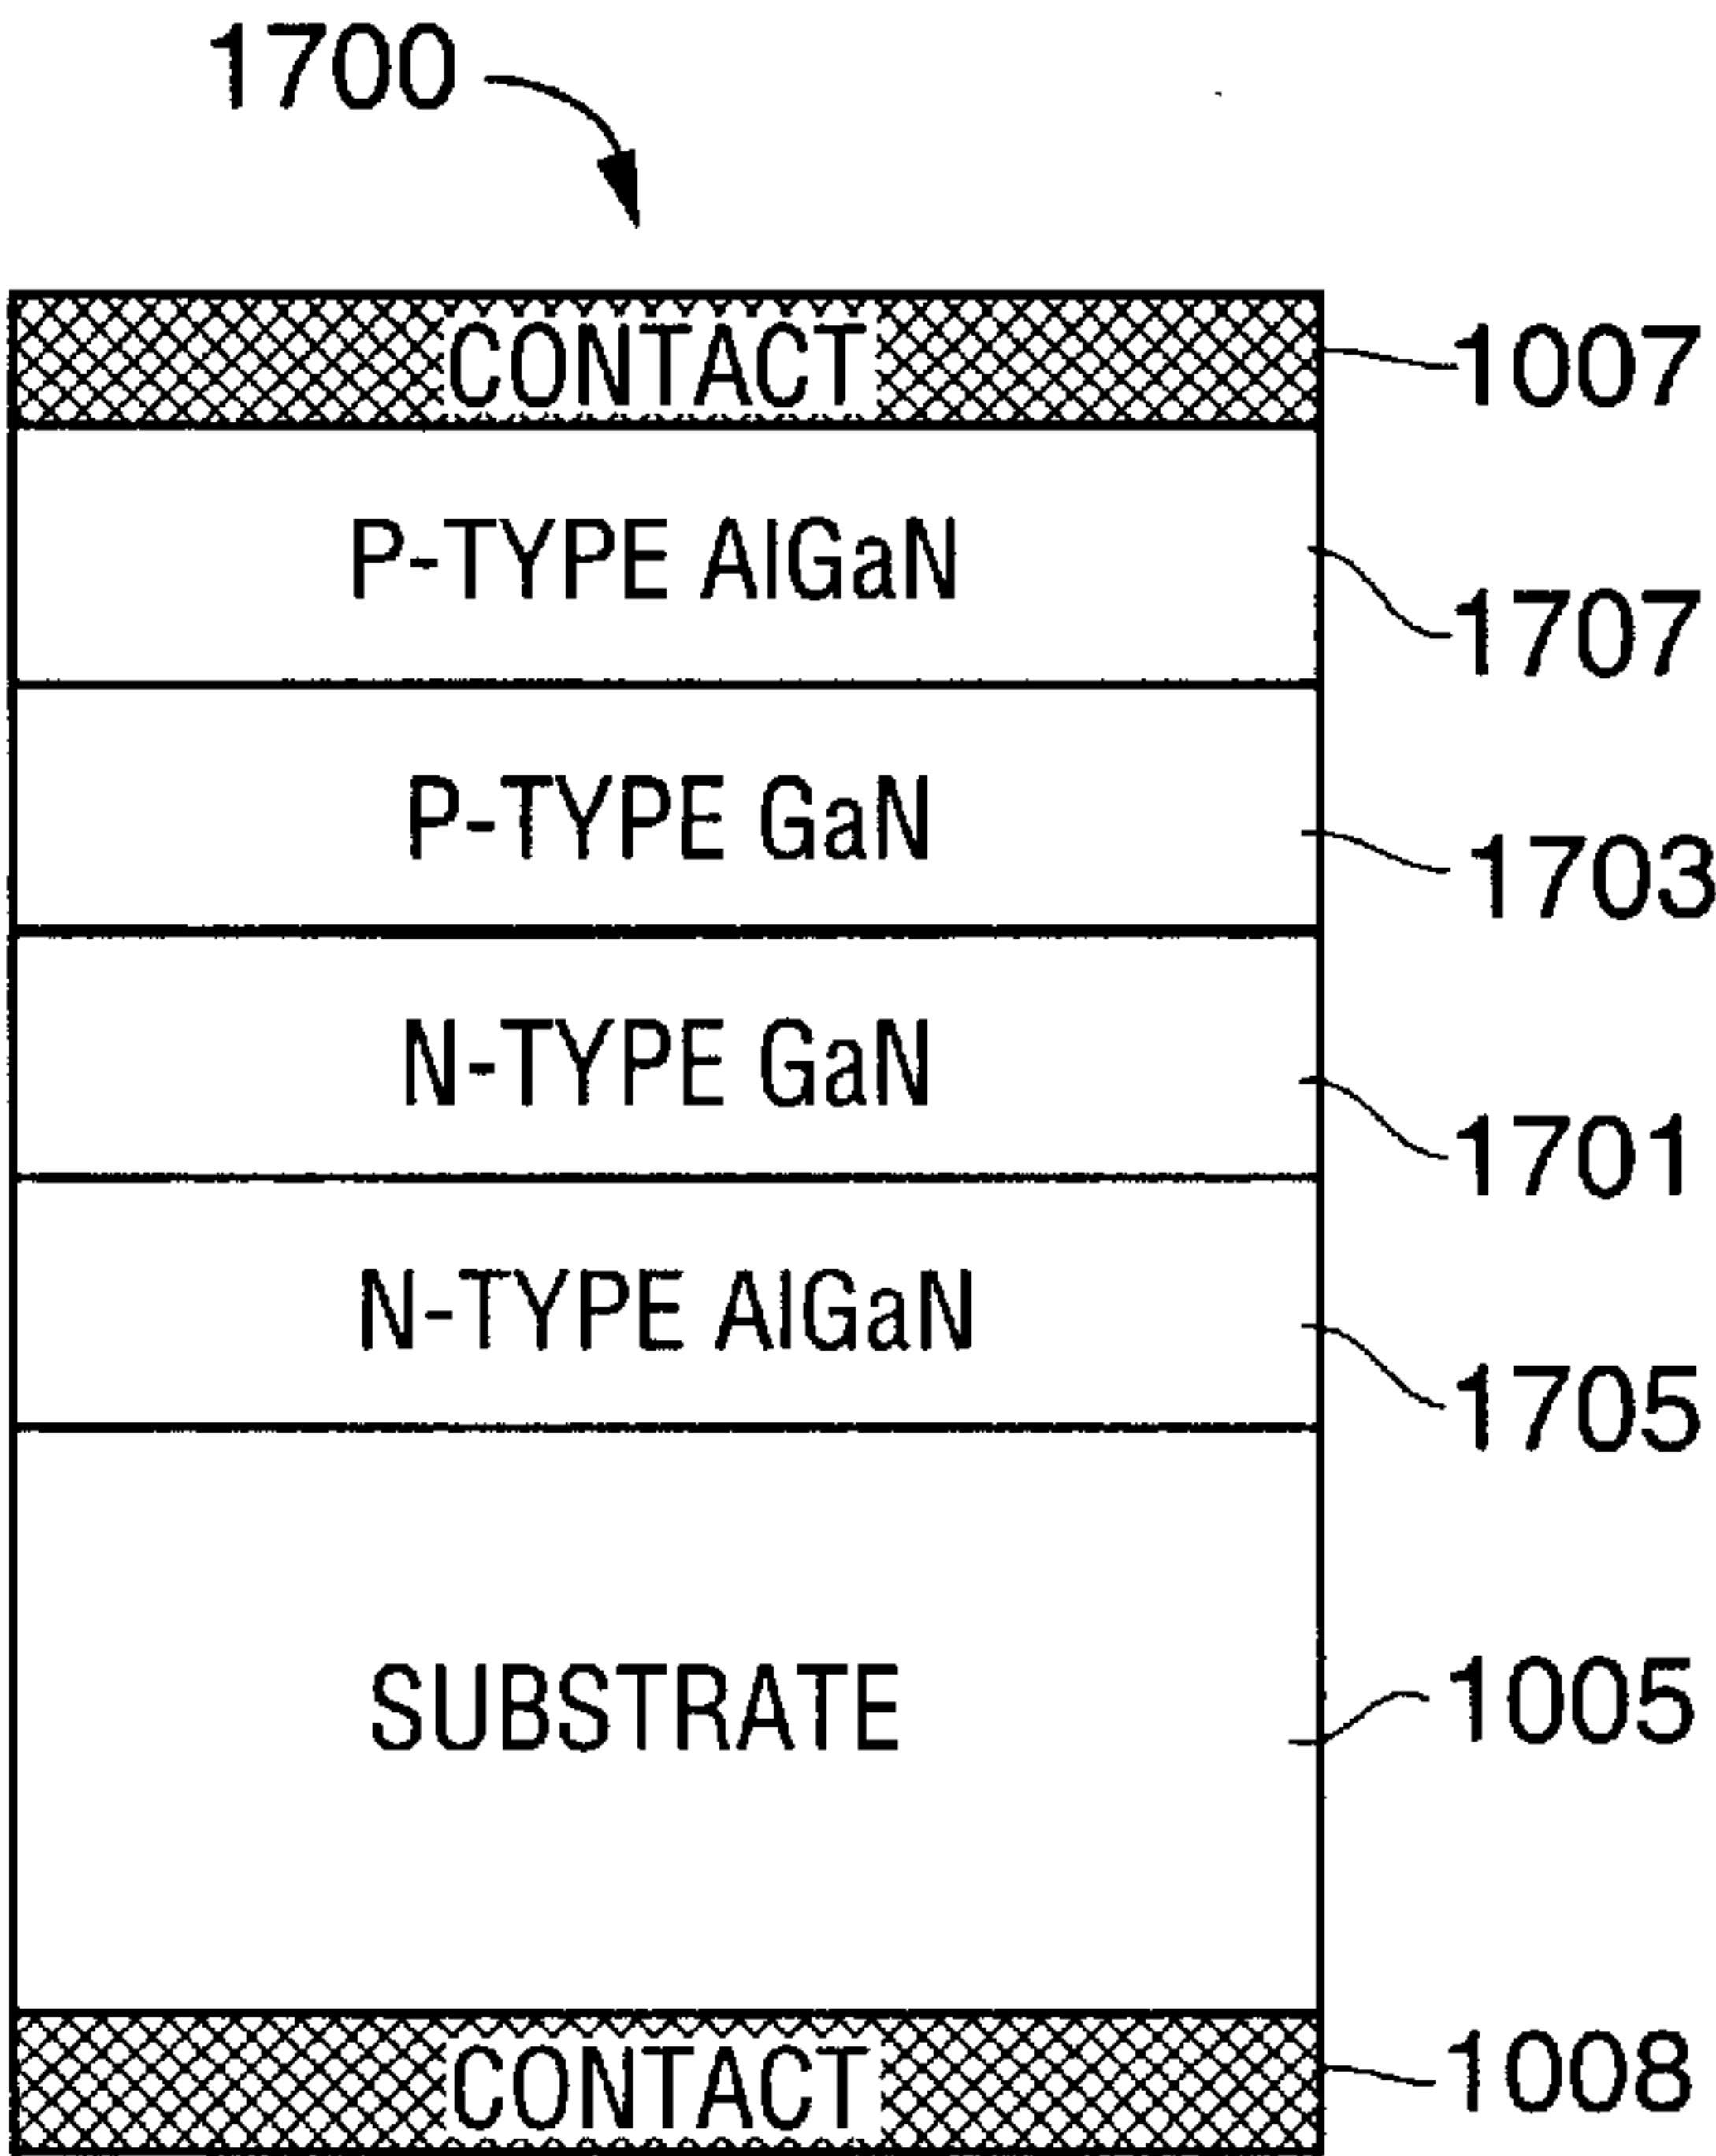 1700
CONTACT 1007
P-TYPE AlGaN 1707
P-TYPE GaN 1703
N-TYPE GaN 1701
N-TYPE AlGaN 1705
SUBSTRATE 1005
CONTACT 1008